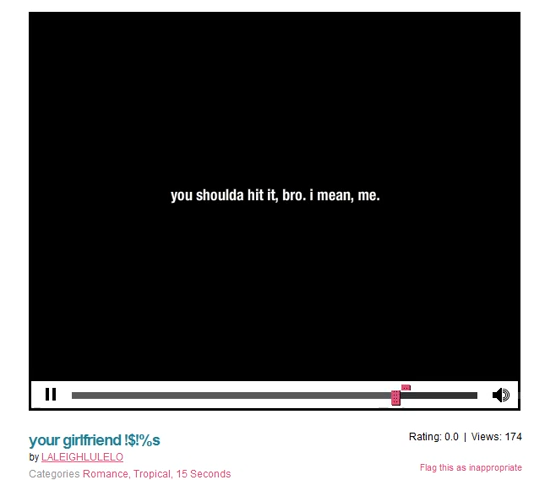 you shoulda hit it, bro. i mean, me.
your girlfriend !$!%s
Rating: 0.0 | Views: 174
by LALEIGHLULELO
Flag this as inappropriate
Categories Romance, Tropical, 15 Seconds